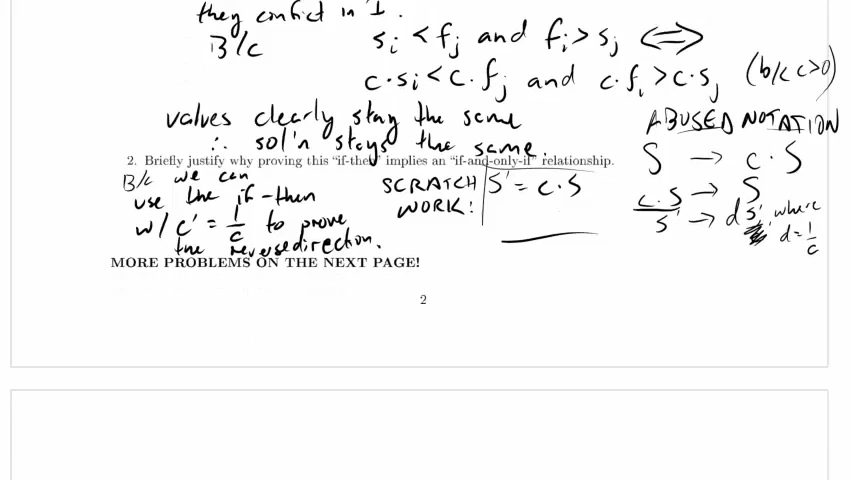 they conflict in I.
B/c si < fj and fi > sj ⟺
c·si < c·fj and c·fi > c·sj (b/c c>0)
values clearly stay the same
∴ sol'n stays the same.
ABUSED NOTATION
S → c·S
c·S → S
S' → d S' where
d = 1/c
2. Briefly justify why proving this "if-then" implies an "if-and-only-if" relationship.
B/c we can
use the if-then
w/ c' = 1/c to prove
the reverse direction.
SCRATCH
WORK:
S' = c·S
MORE PROBLEMS ON THE NEXT PAGE!
2